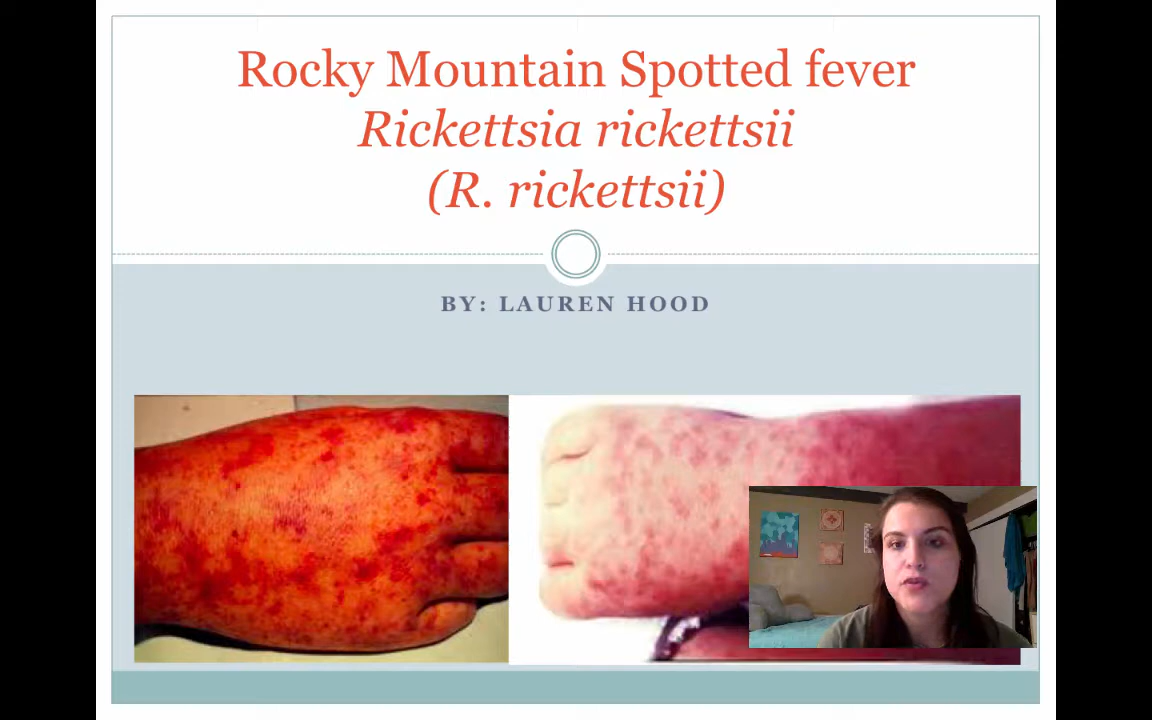 Rocky Mountain Spotted fever
Rickettsia rickettsii
(R. rickettsii)
BY: LAUREN HOOD